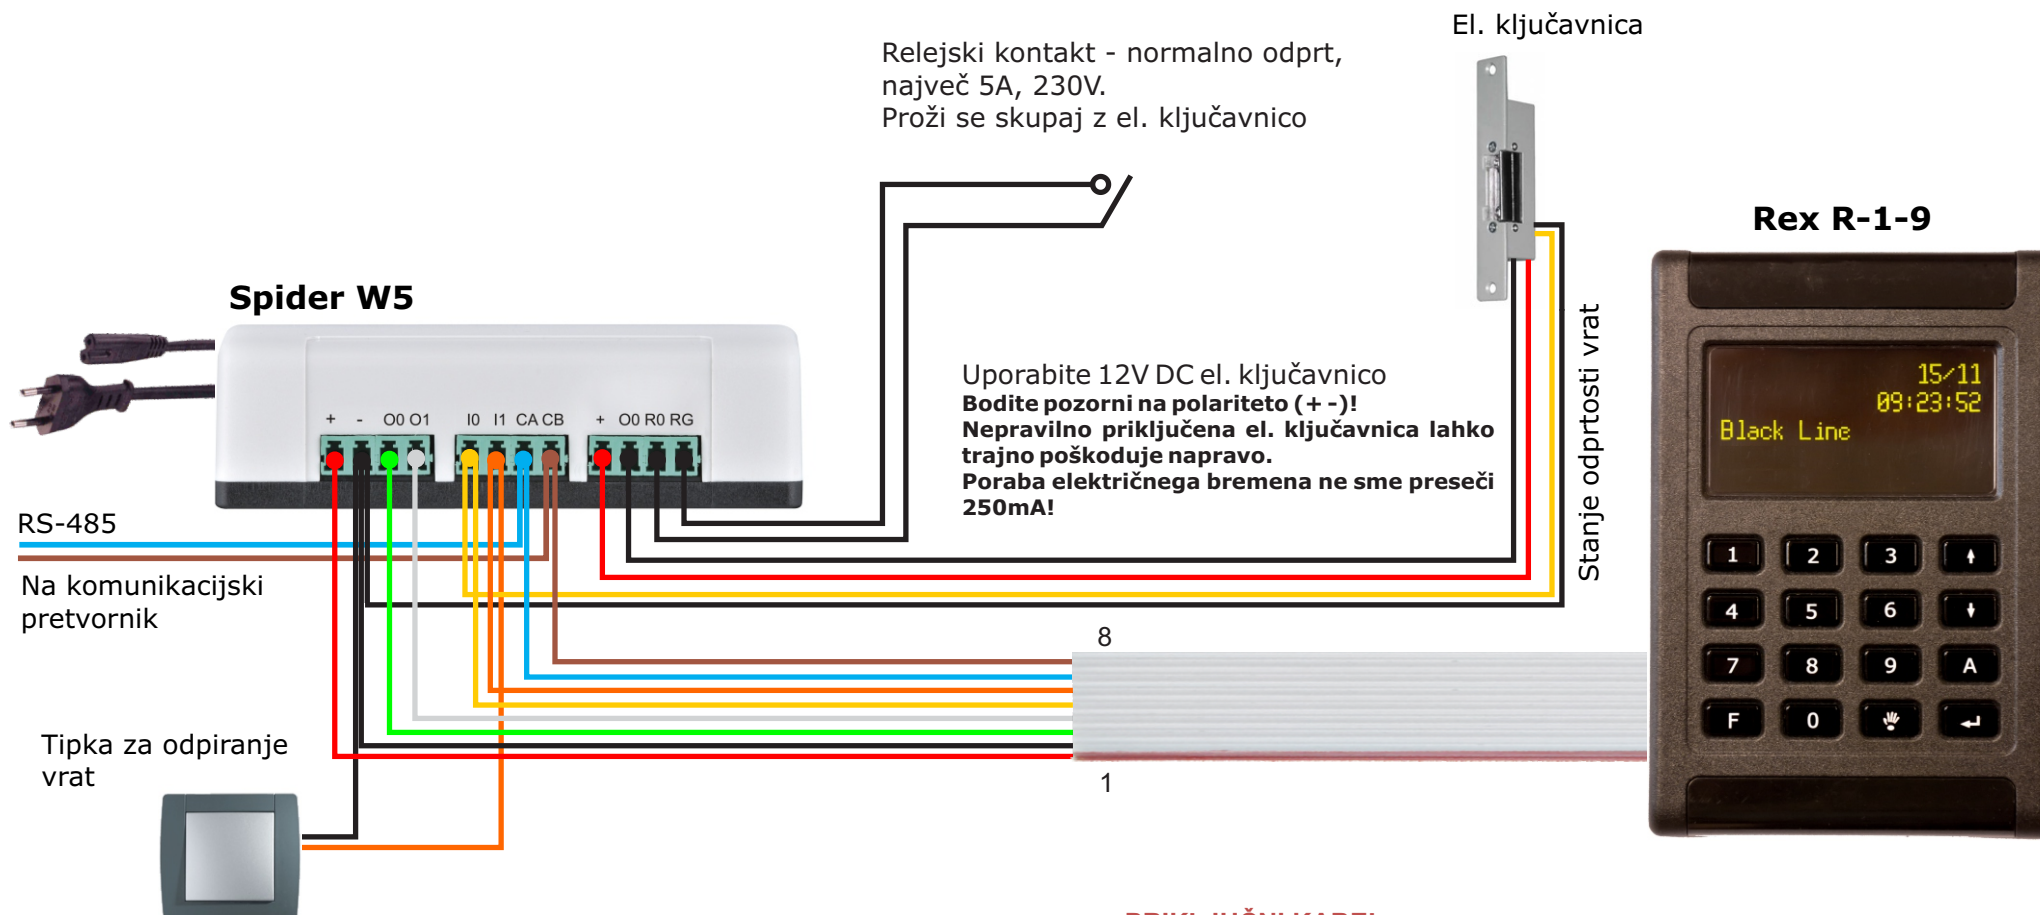 El. ključavnica
Relejski kontakt - normalno odprt,
največ 5A, 230V.
Proži se skupaj z el. ključavnico
Rex R-1-9
Spider W5
15/11
09:23:52
Black Line
Uporabite 12V DC el. ključavnico
Bodite pozorni na polariteto (+ -)!
Nepravilno priključena el. ključavnica lahko
trajno poškoduje napravo.
Poraba električnega bremena ne sme preseči
250mA!
Stanje odprtosti vrat
+ - O0 O1 I0 I1 CA CB + O0 R0 RG
RS-485
Na komunikacijski
pretvornik
1 2 3
4 5 6
7 8 9 A
F 0
8
1
Tipka za odpiranje
vrat